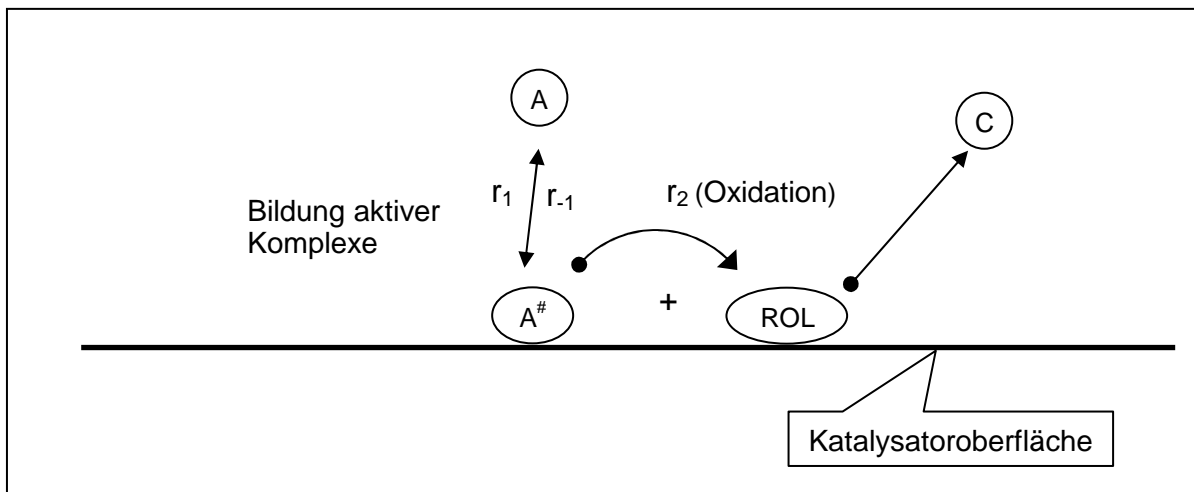 A
C
r₁ r₋₁
r₂ (Oxidation)
Bildung aktiver
Komplexe
A#
+
ROL
Katalysatoroberfläche